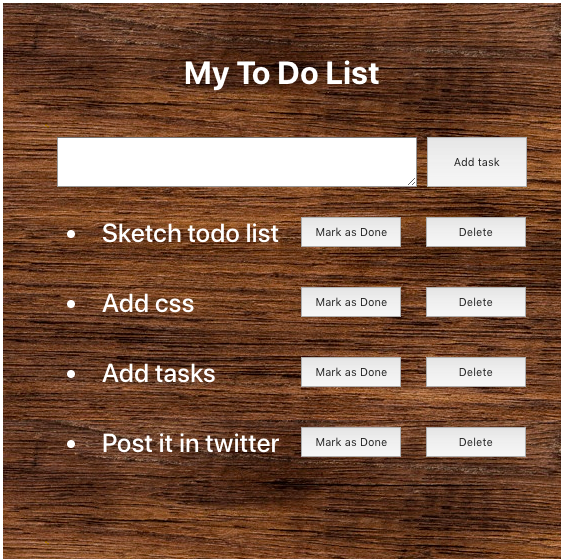 My To Do List
Add task
Sketch todo list Mark as Done Delete
Add css Mark as Done Delete
Add tasks Mark as Done Delete
Post it in twitter Mark as Done Delete